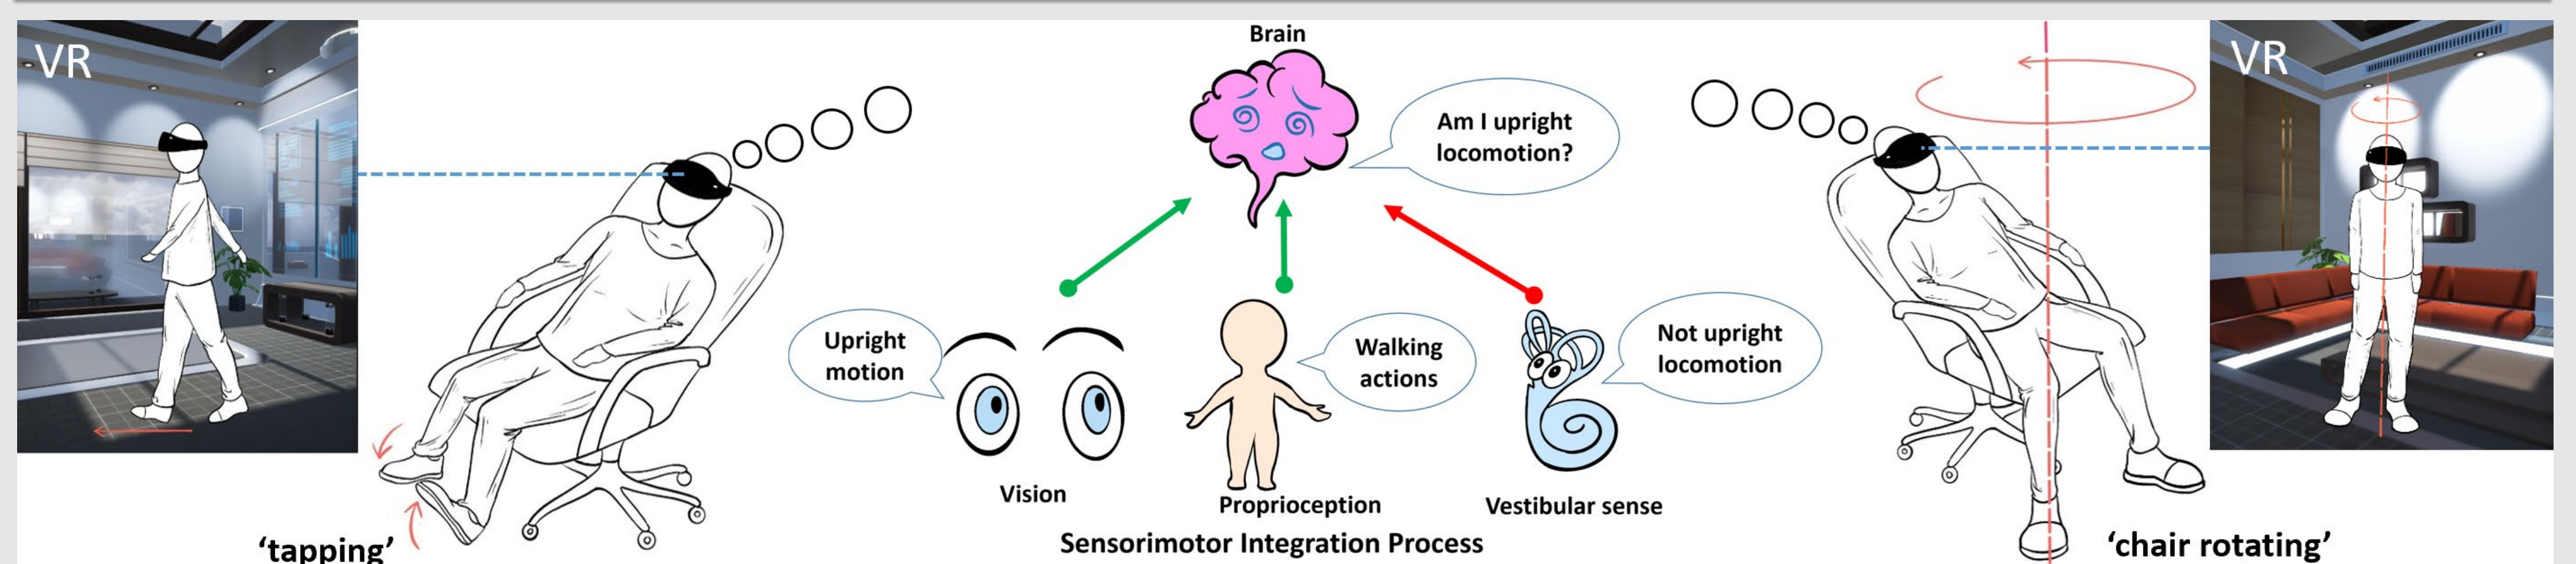 VR
'tapping'
Brain
Am I upright
locomotion?
Upright
motion
Walking
actions
Not upright
locomotion
Vision
Proprioception
Vestibular sense
Sensorimotor Integration Process
VR
'chair rotating'